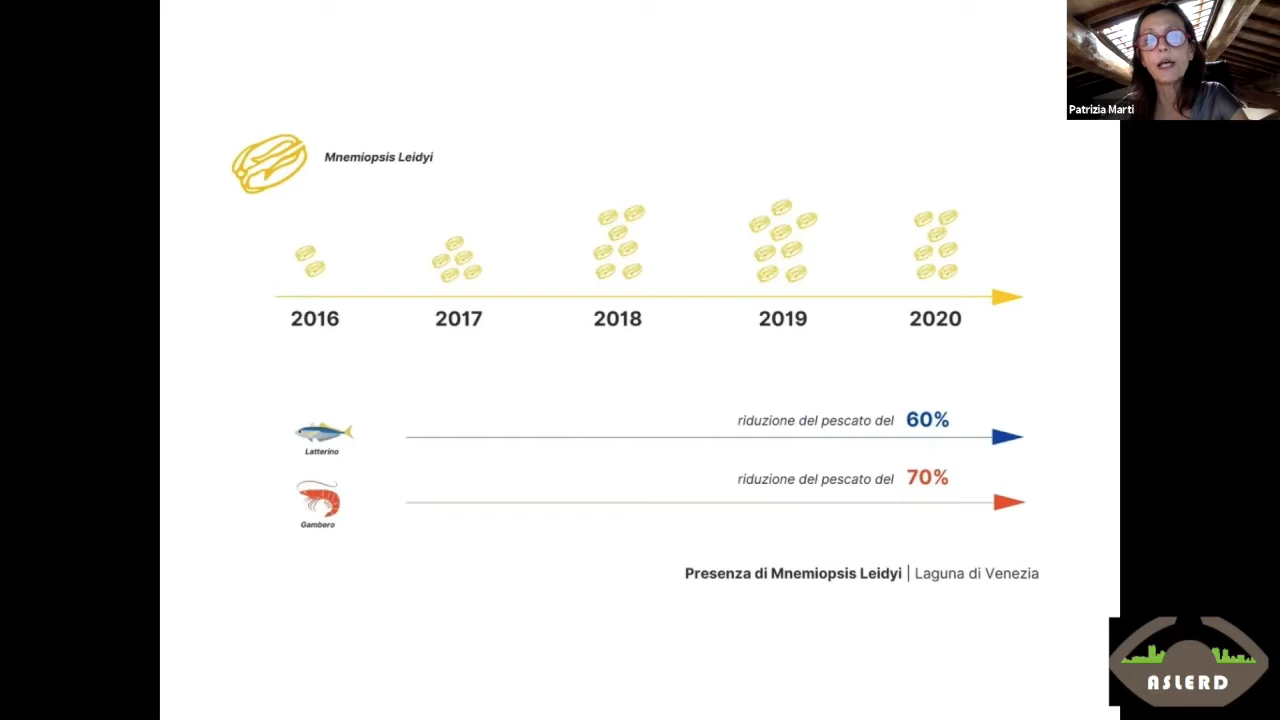 Patrizia Marti
Mnemiopsis Leidyi
2016 2017 2018 2019 2020
riduzione del pescato del 60%
Latterino
riduzione del pescato del 70%
Gambero
Presenza di Mnemiopsis Leidyi | Laguna di Venezia
ASLERD